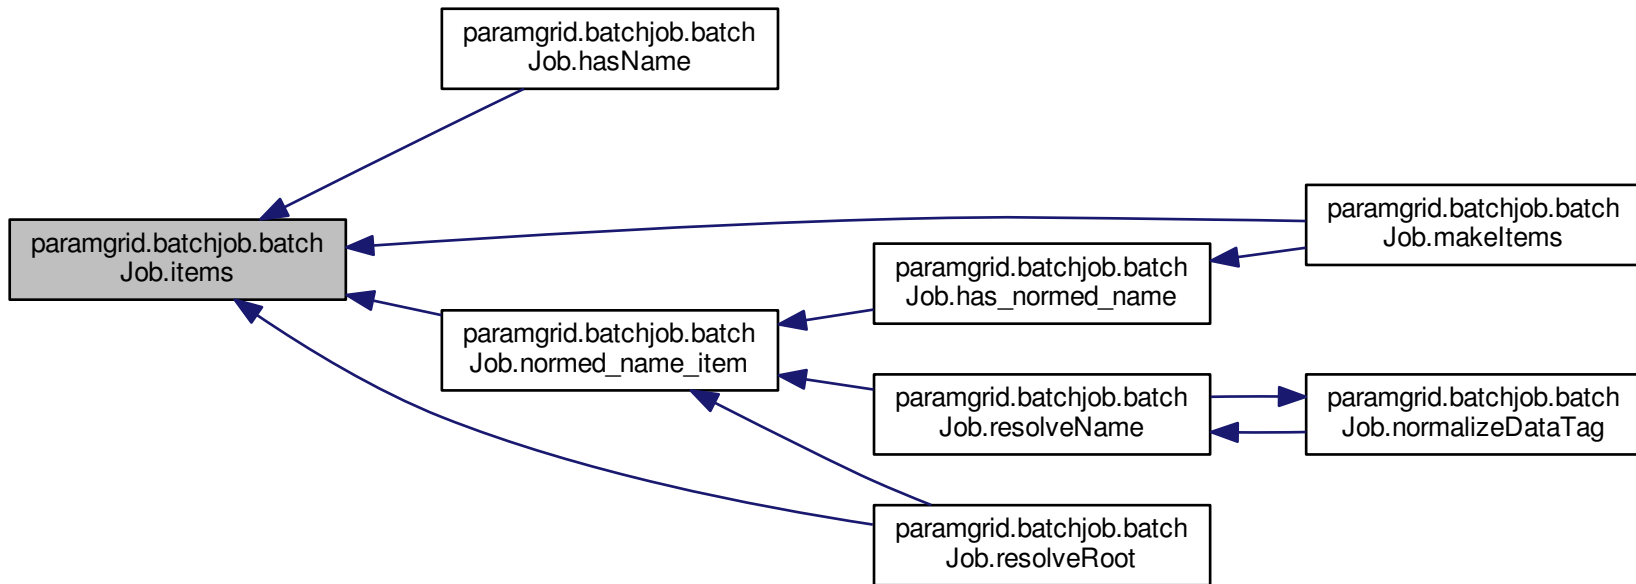 paramgrid.batchjob.batch
Job.hasName
paramgrid.batchjob.batch
Job.items
paramgrid.batchjob.batch
Job.makeItems
paramgrid.batchjob.batch
Job.has_normed_name
paramgrid.batchjob.batch
Job.normed_name_item
paramgrid.batchjob.batch
Job.resolveName
paramgrid.batchjob.batch
Job.normalizeDataTag
paramgrid.batchjob.batch
Job.resolveRoot